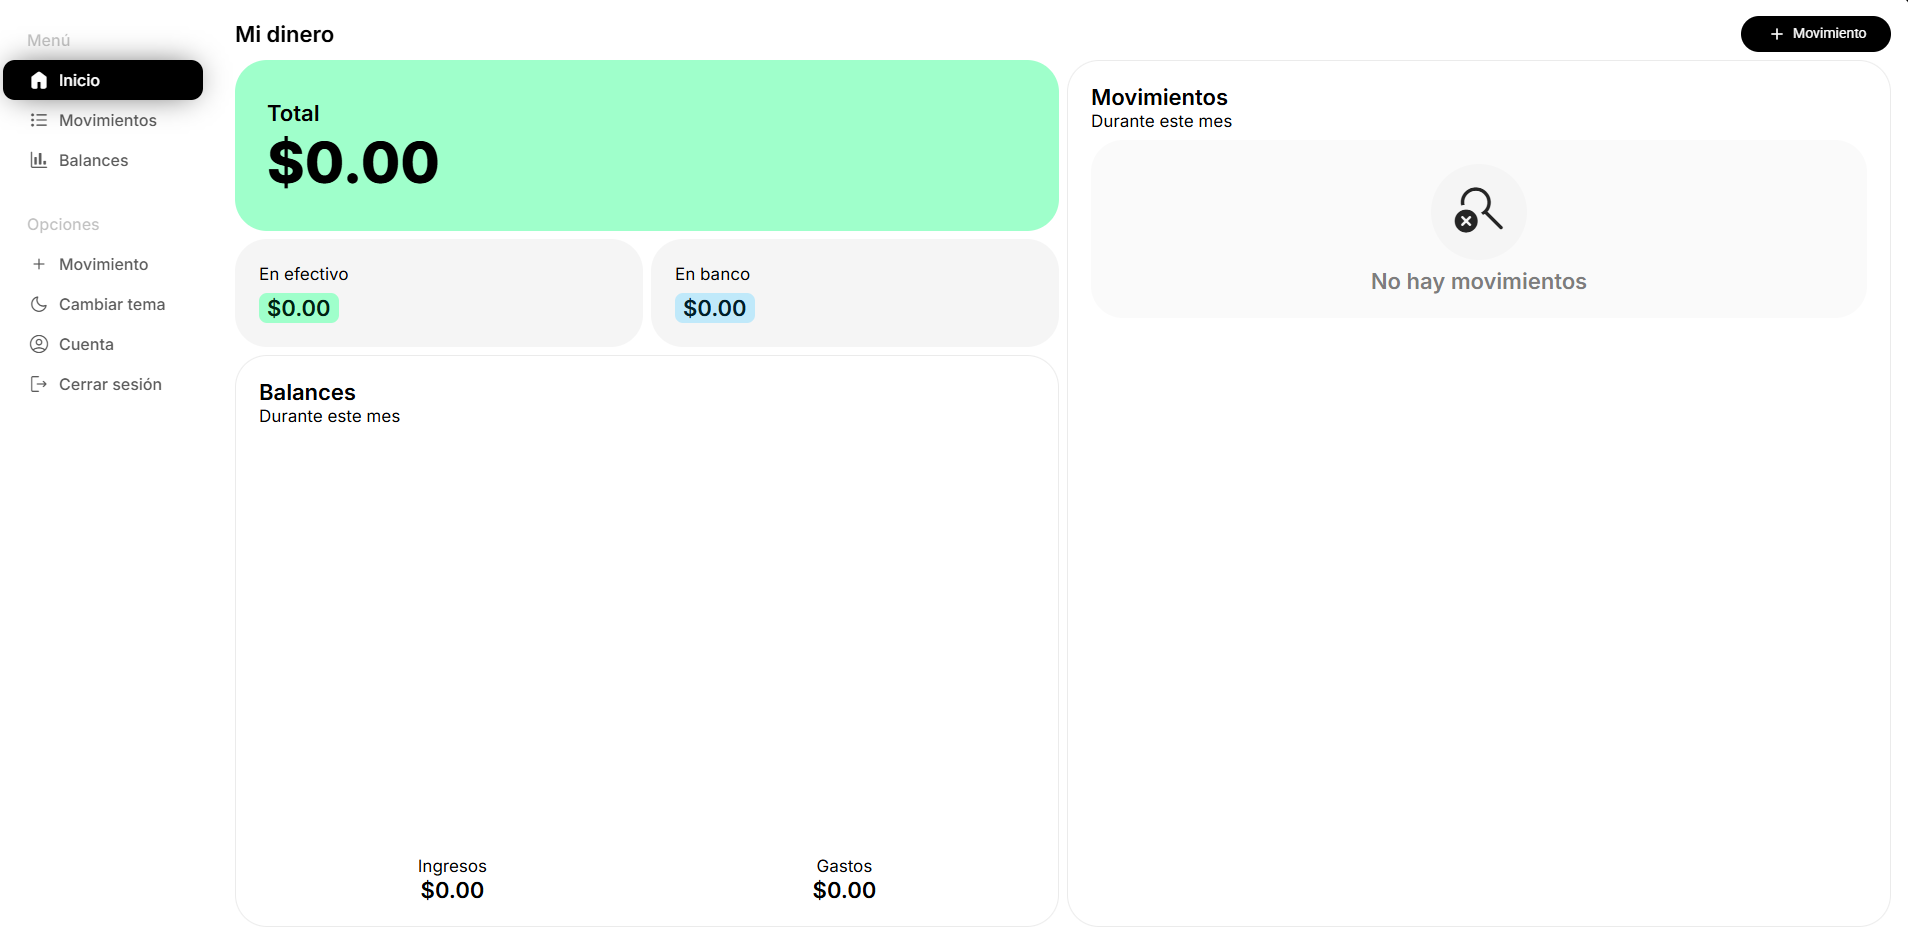 Menú
Inicio
Movimientos
Balances
Opciones
Movimiento
Cambiar tema
Cuenta
Cerrar sesión
Mi dinero
Movimiento
Total
$0.00
En efectivo
$0.00
En banco
$0.00
Balances
Durante este mes
Ingresos
$0.00
Gastos
$0.00
Movimientos
Durante este mes
No hay movimientos